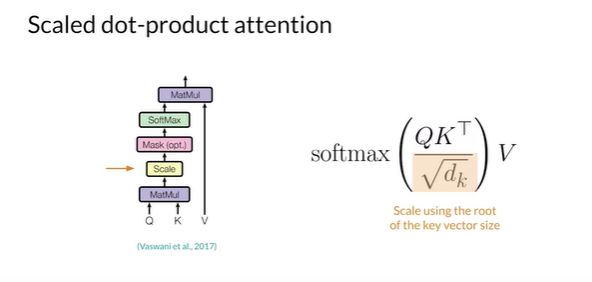 Scaled dot-product attention
MatMul
SoftMax
Mask (opt.)
Scale
MatMul
Q K V
(Vaswani et al., 2017)
softmax (QK⊤ / √dk) V
Scale using the root
of the key vector size